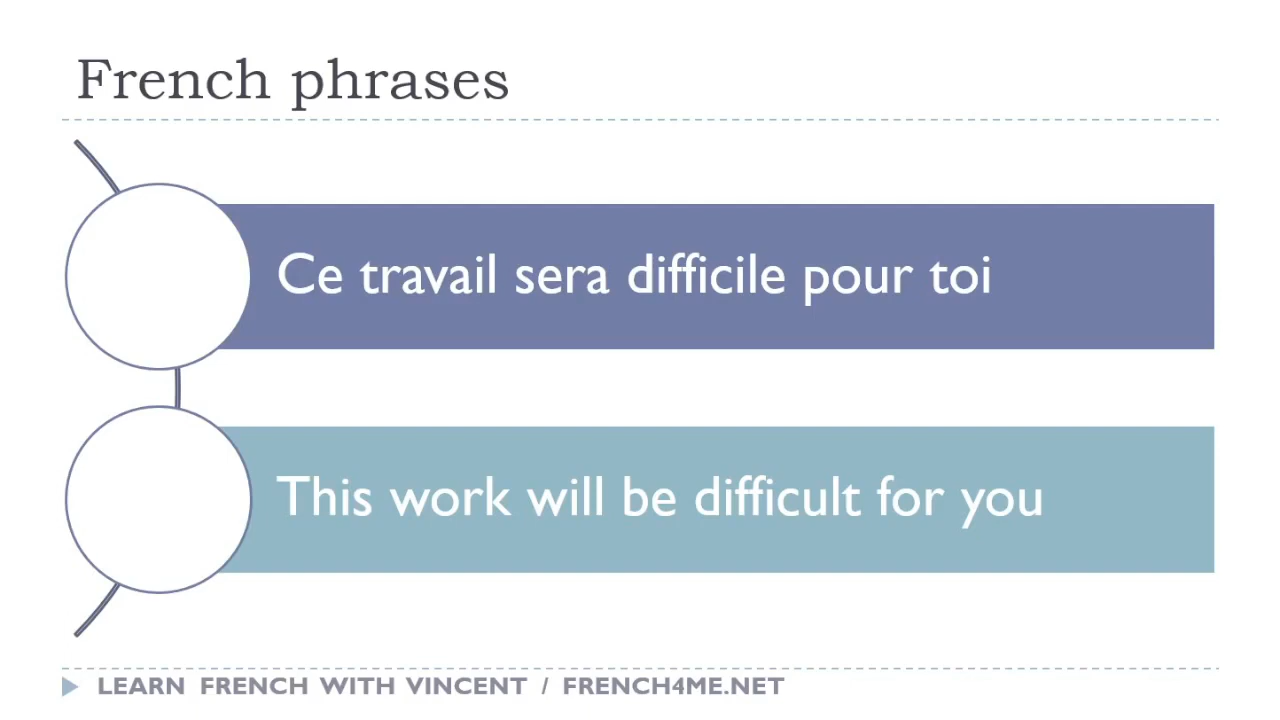 French phrases
Ce travail sera difficile pour toi
This work will be difficult for you
LEARN FRENCH WITH VINCENT / FRENCH4ME.NET